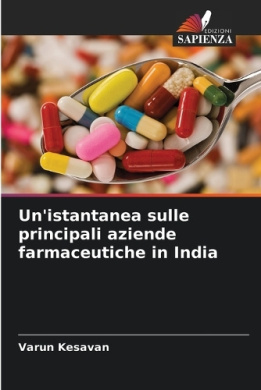 EDIZIONI
SAPIENZA
Un'istantanea sulle
principali aziende
farmaceutiche in India
Varun Kesavan